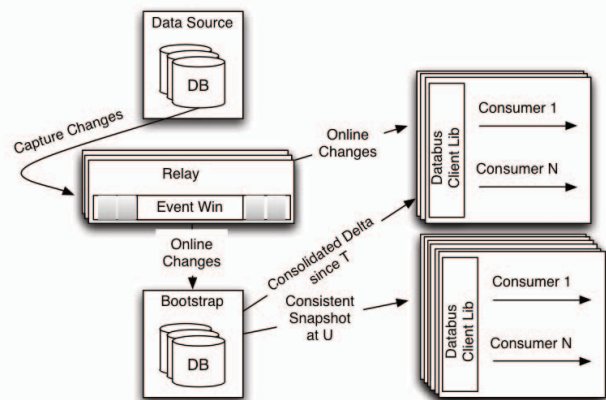 Data Source
DB
Capture Changes
Relay
Event Win
Online
Changes
Online
Changes
Bootstrap
DB
Consolidated Delta
since T
Consistent
Snapshot
at U
Databus
Client Lib
Consumer 1
Consumer N
Databus
Client Lib
Consumer 1
Consumer N